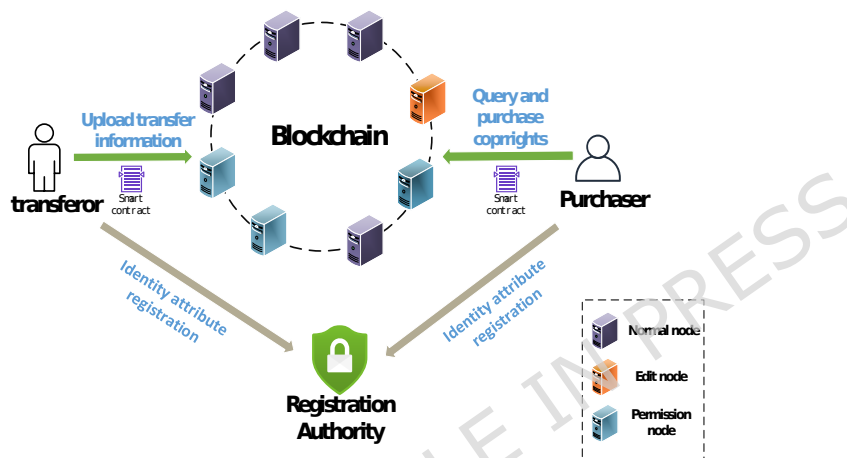 Upload transfer
information
Blockchain
Query and
purchase
coprrights
transferor
Smart
contract
Smart
contract
Purchaser
Identity attribute
registration
Identity attribute
registration
Registration
Authority
Normal node
Edit node
Permission
node
LE IN PRESS